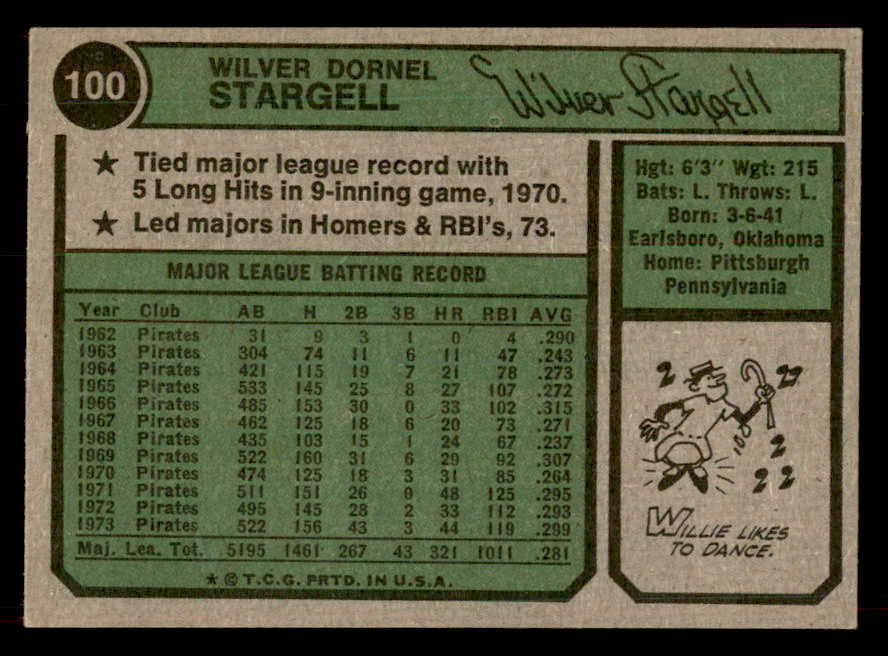 100
WILVER DORNEL
STARGELL
Wilver Stargell
★ Tied major league record with
5 Long Hits in 9-inning game, 1970.
★ Led majors in Homers & RBI's, 73.
MAJOR LEAGUE BATTING RECORD
Year Club AB H 2B 3B HR RBI AVG
1962 Pirates 31 9 3 1 0 4 .290
1963 Pirates 304 74 11 6 11 47 .243
1964 Pirates 421 115 19 7 21 78 .273
1965 Pirates 533 145 25 8 27 107 .272
1966 Pirates 485 153 30 0 33 102 .315
1967 Pirates 462 125 18 6 20 73 .271
1968 Pirates 435 103 15 1 24 67 .237
1969 Pirates 522 160 31 6 29 92 .307
1970 Pirates 474 125 18 3 31 85 .264
1971 Pirates 511 151 26 0 48 125 .295
1972 Pirates 495 145 28 2 33 112 .293
1973 Pirates 522 156 43 3 44 119 .299
Maj. Lea. Tot. 5195 1461 267 43 321 1011 .281
★ © T.C.G. PRTD. IN U.S.A.
Hgt: 6'3" Wgt: 215
Bats: L. Throws: L.
Born: 3-6-41
Earlsboro, Oklahoma
Home: Pittsburgh
Pennsylvania
WILLIE LIKES
TO DANCE.